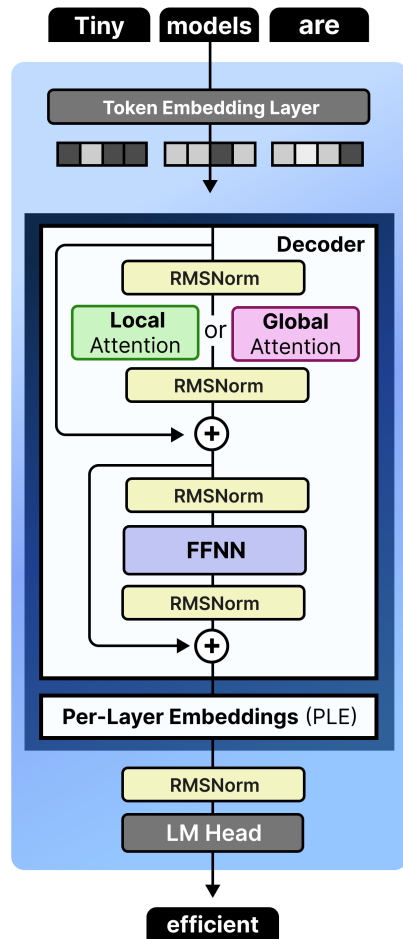 Tiny models are
Token Embedding Layer
Decoder
RMSNorm
Local Attention or Global Attention
RMSNorm
+
RMSNorm
FFNN
RMSNorm
+
Per-Layer Embeddings (PLE)
RMSNorm
LM Head
efficient